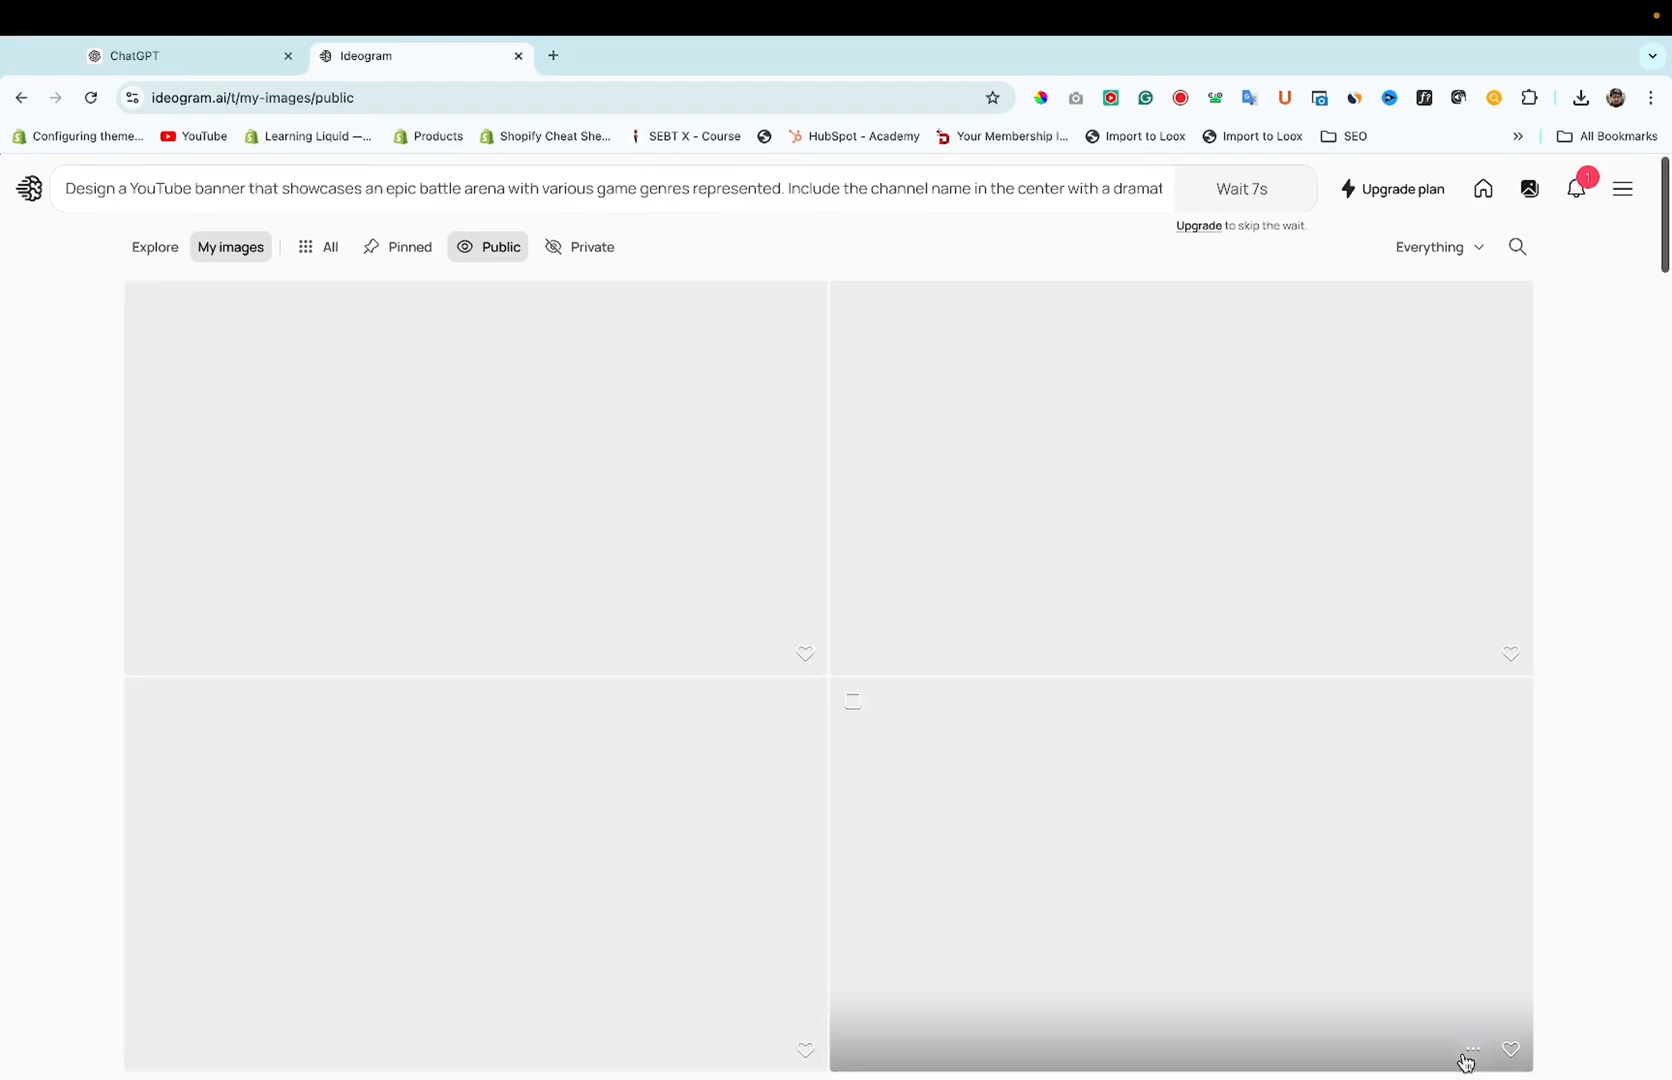 ChatGPT
Ideogram
ideogram.ai/t/my-images/public
Configuring theme...
YouTube
Learning Liquid —...
Products
Shopify Cheat She...
SEBT X - Course
HubSpot - Academy
Your Membership I...
Import to Loox
Import to Loox
SEO
All Bookmarks
Design a YouTube banner that showcases an epic battle arena with various game genres represented. Include the channel name in the center with a dramat
Wait 7s
Upgrade plan
1
Upgrade to skip the wait.
Explore
My images
All
Pinned
Public
Private
Everything